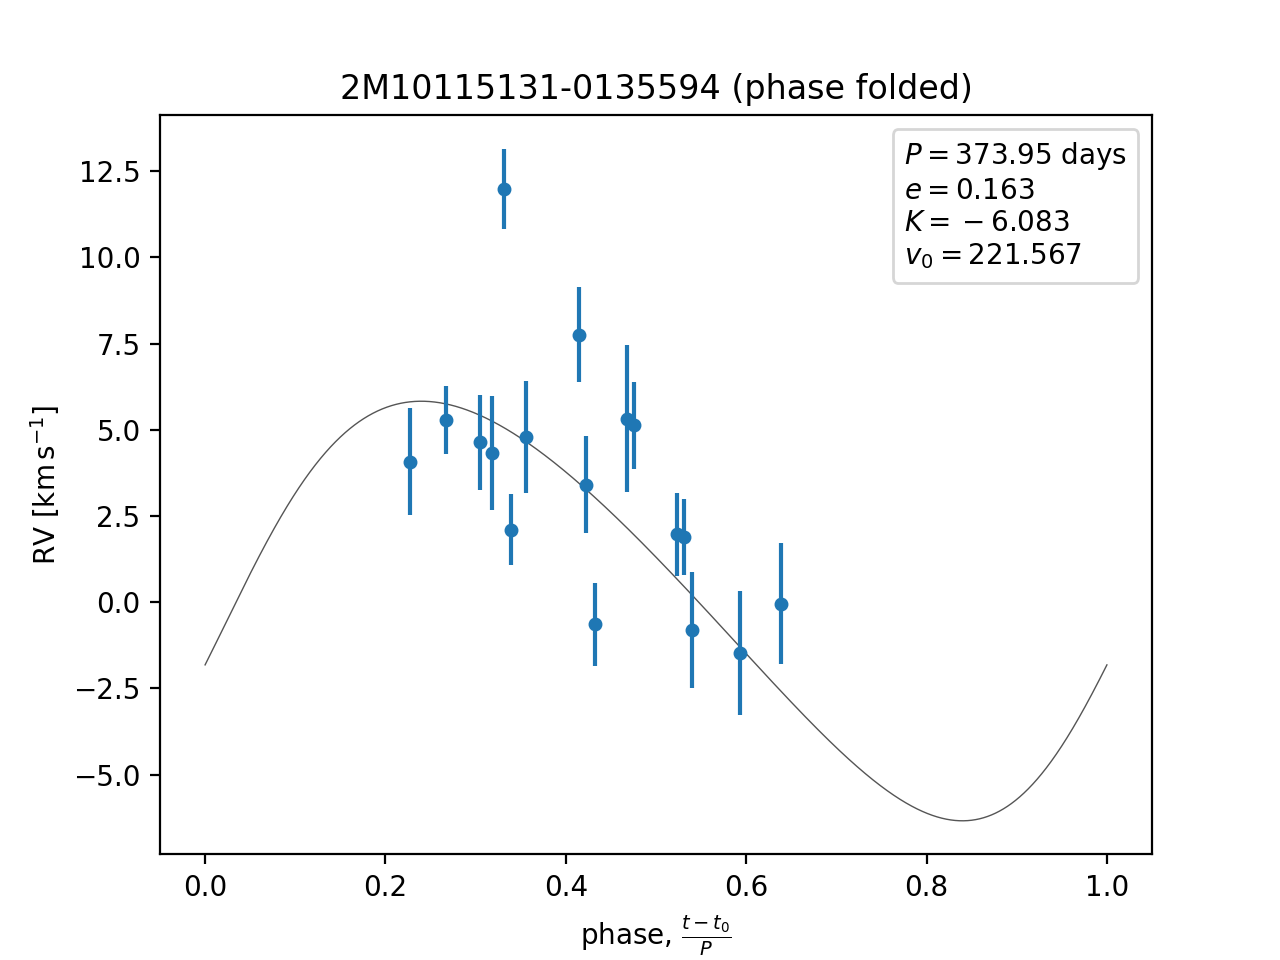 2M10115131-0135594 (phase folded)
P = 373.95 days
e = 0.163
K = −6.083
v₀ = 221.567
RV [km s⁻¹]
12.5
10.0
7.5
5.0
2.5
0.0
−2.5
−5.0
0.0 0.2 0.4 0.6 0.8 1.0
phase, (t − t₀)/P